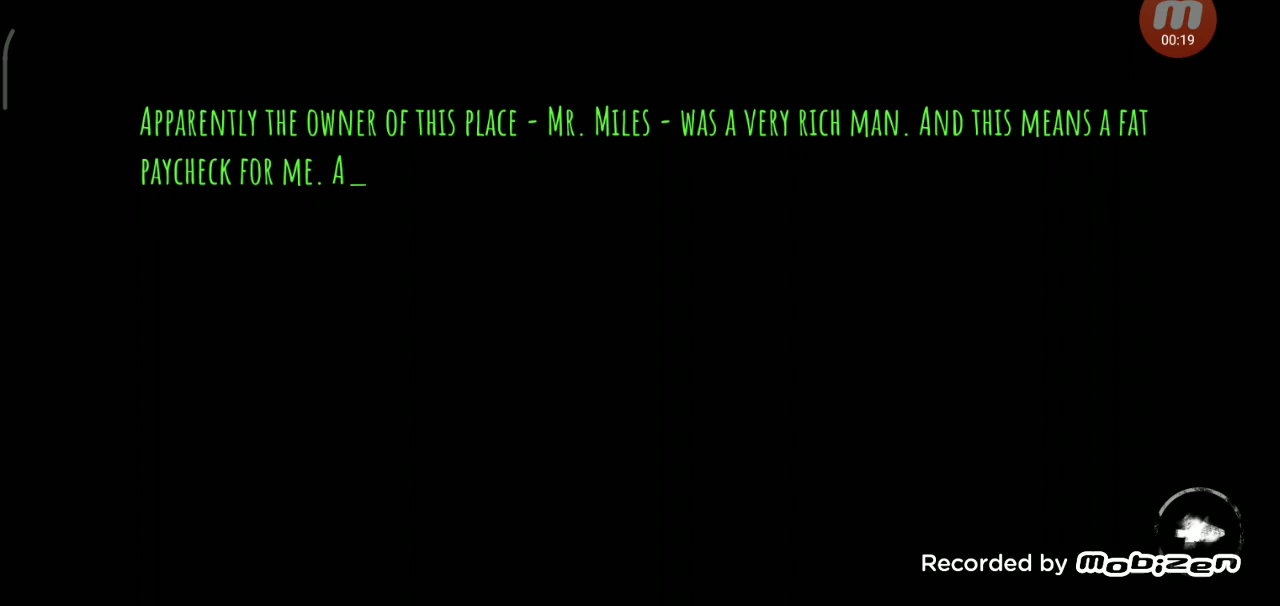 m
00:19
Apparently the owner of this place - Mr. Miles - was a very rich man. And this means a fat
paycheck for me. A_
Recorded by mobizen